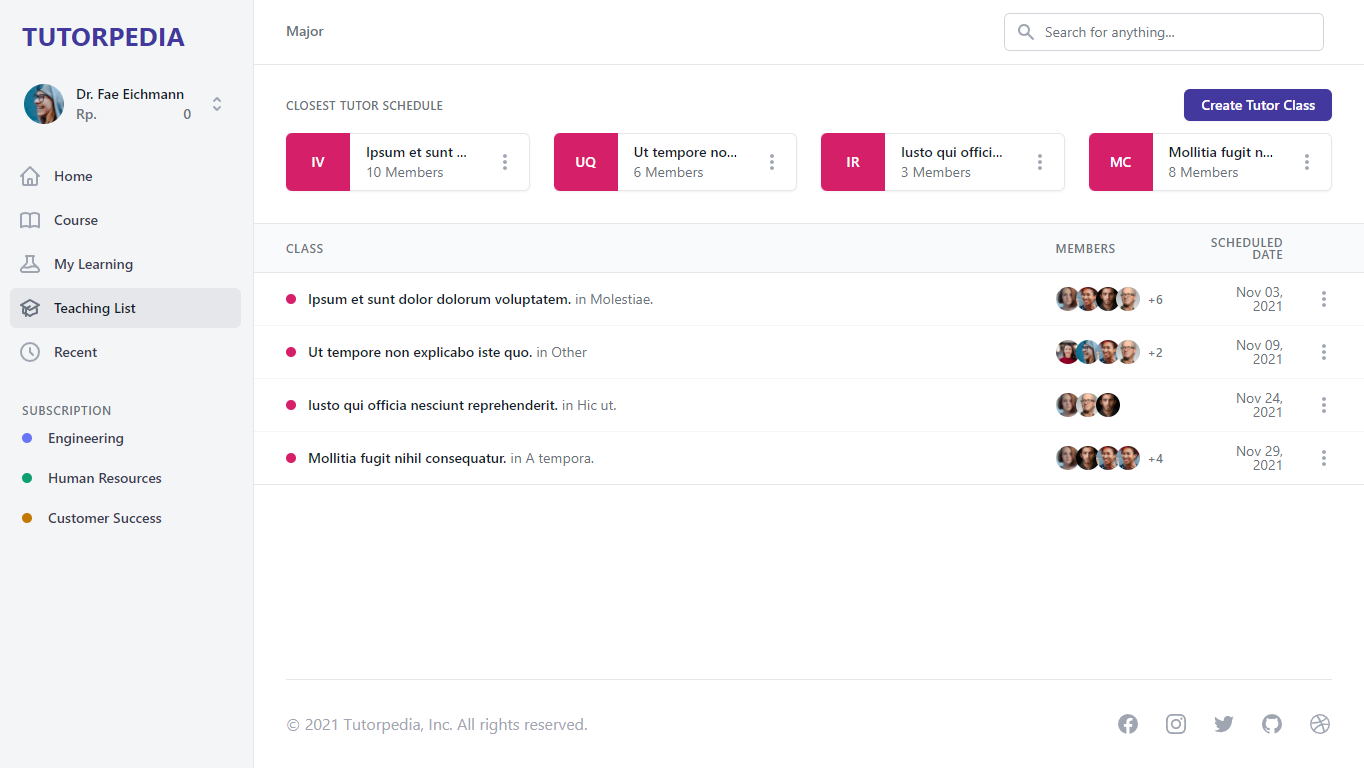 TUTORPEDIA
Dr. Fae Eichmann
Rp. 0
Home
Course
My Learning
Teaching List
Recent
SUBSCRIPTION
Engineering
Human Resources
Customer Success
Major
Search for anything...
CLOSEST TUTOR SCHEDULE
Create Tutor Class
IV
Ipsum et sunt ...
10 Members
UQ
Ut tempore no...
6 Members
IR
Iusto qui offici...
3 Members
MC
Mollitia fugit n...
8 Members
CLASS
MEMBERS
SCHEDULED
DATE
Ipsum et sunt dolor dolorum voluptatem. in Molestiae.
+6
Nov 03,
2021
Ut tempore non explicabo iste quo. in Other
+2
Nov 09,
2021
Iusto qui officia nesciunt reprehenderit. in Hic ut.
Nov 24,
2021
Mollitia fugit nihil consequatur. in A tempora.
+4
Nov 29,
2021
© 2021 Tutorpedia, Inc. All rights reserved.